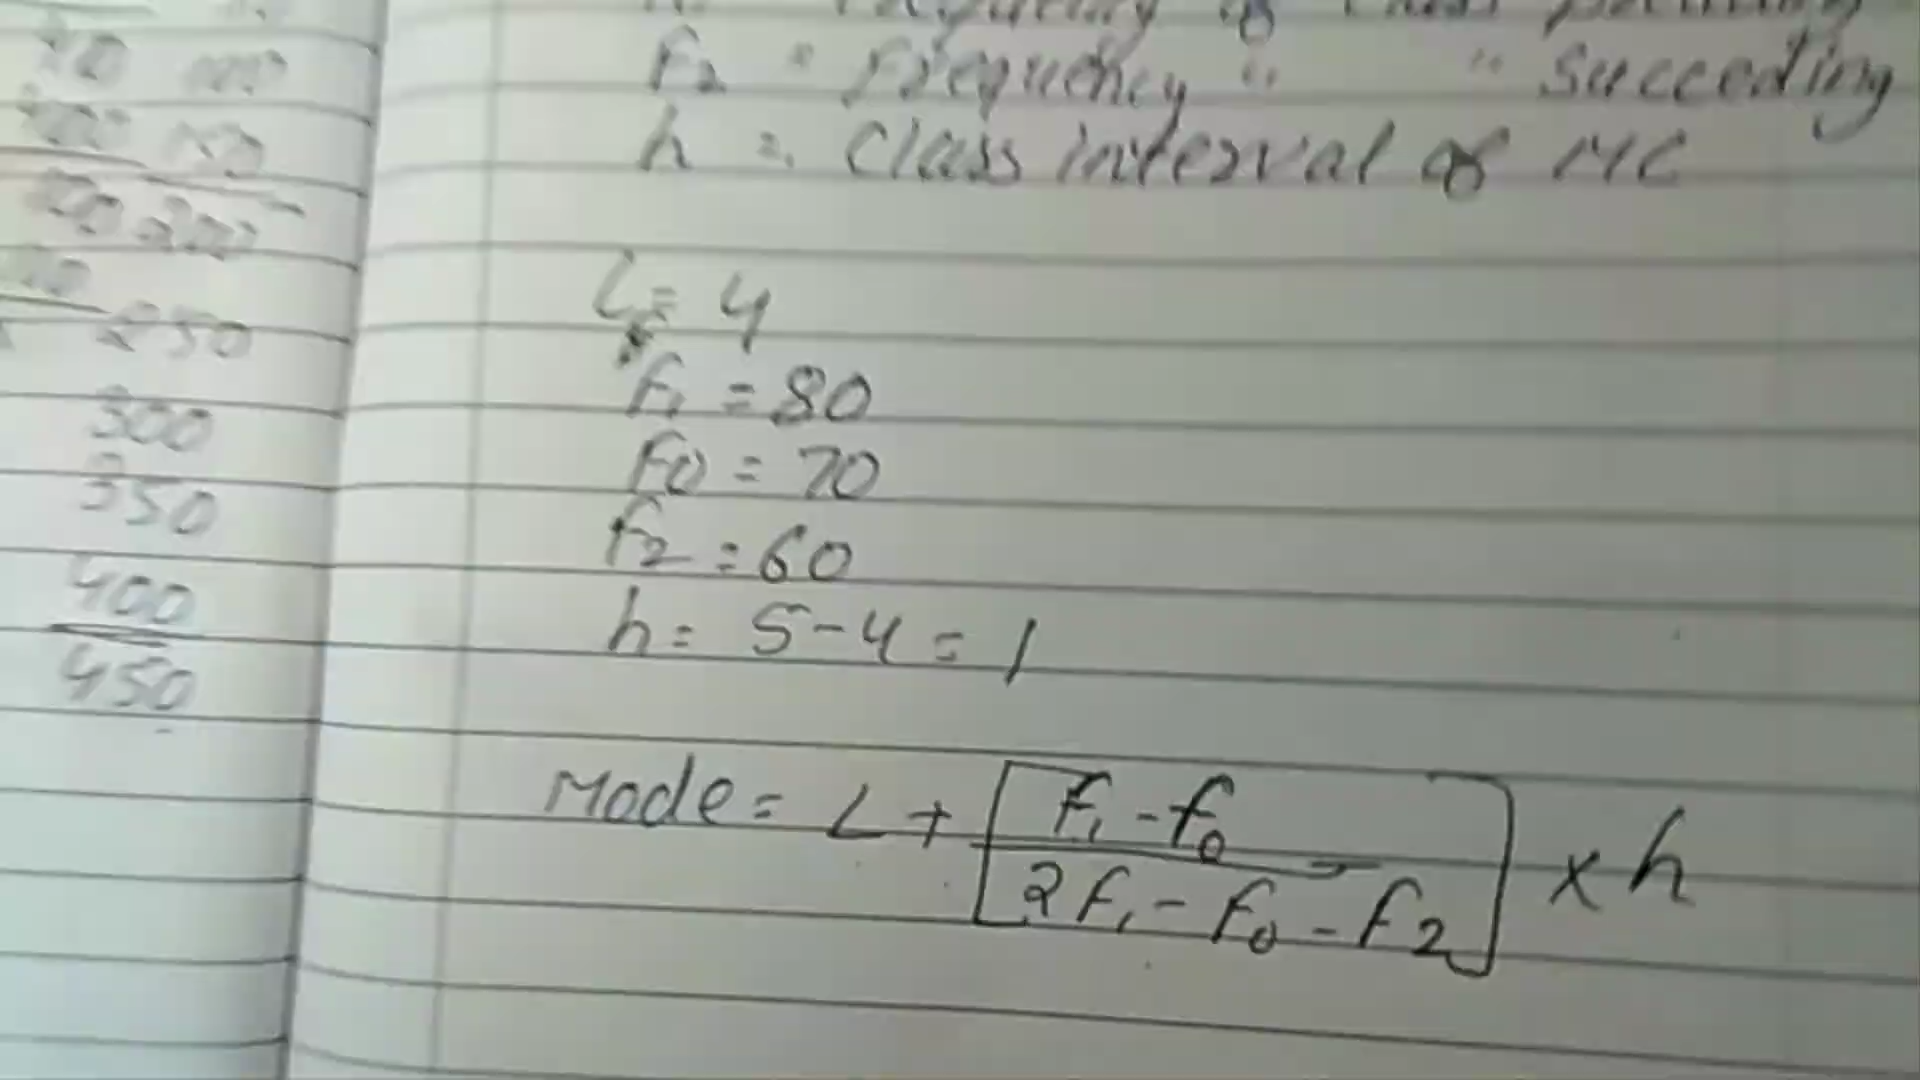 250
300
350
400
450
F2 = Frequency " " Succeeding
h = Class interval of MC
L = 4
F1 = 80
F0 = 70
f2 = 60
h = 5 - 4 = 1
Mode = L + [ f1 - f0 / 2f1 - f0 - f2 ] x h